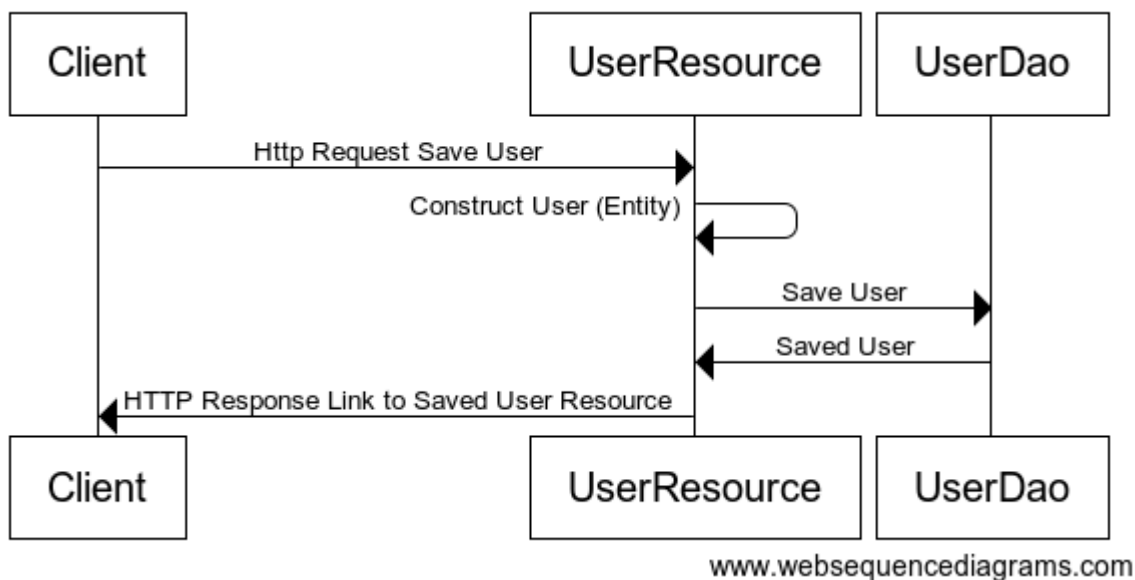 Client
UserResource
UserDao
Http Request Save User
Construct User (Entity)
Save User
Saved User
HTTP Response Link to Saved User Resource
Client
UserResource
UserDao
www.websequencediagrams.com